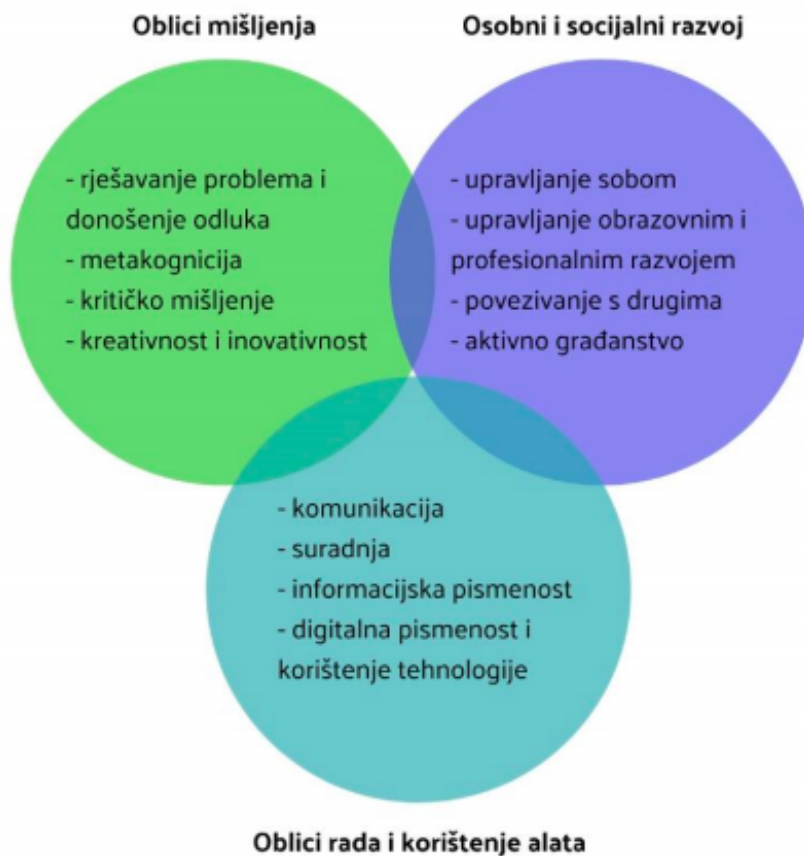 Oblici mišljenja
Osobni i socijalni razvoj
- rješavanje problema i
donošenje odluka
- metakognicija
- kritičko mišljenje
- kreativnost i inovativnost
- upravljanje sobom
- upravljanje obrazovnim i
profesionalnim razvojem
- povezivanje s drugima
- aktivno građanstvo
- komunikacija
- suradnja
- informacijska pismenost
- digitalna pismenost i
korištenje tehnologije
Oblici rada i korištenje alata